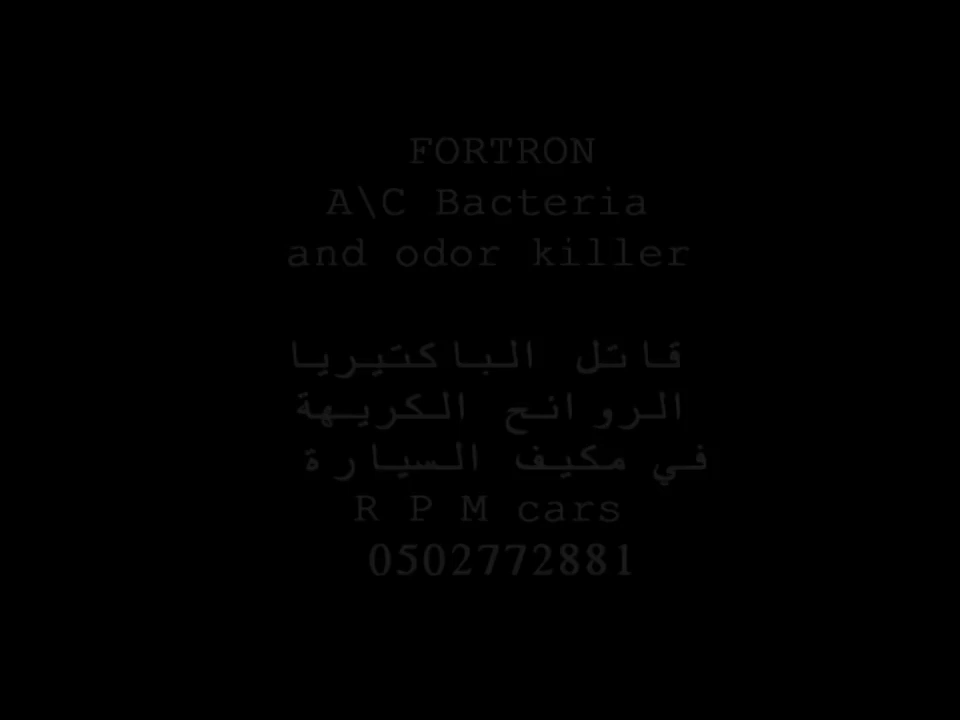 FORTRON
A\C Bacteria
and odor killer
قاتل الباكتيريا
الروائح الكريهة
في مكيف السيارة
R P M cars
0502772881